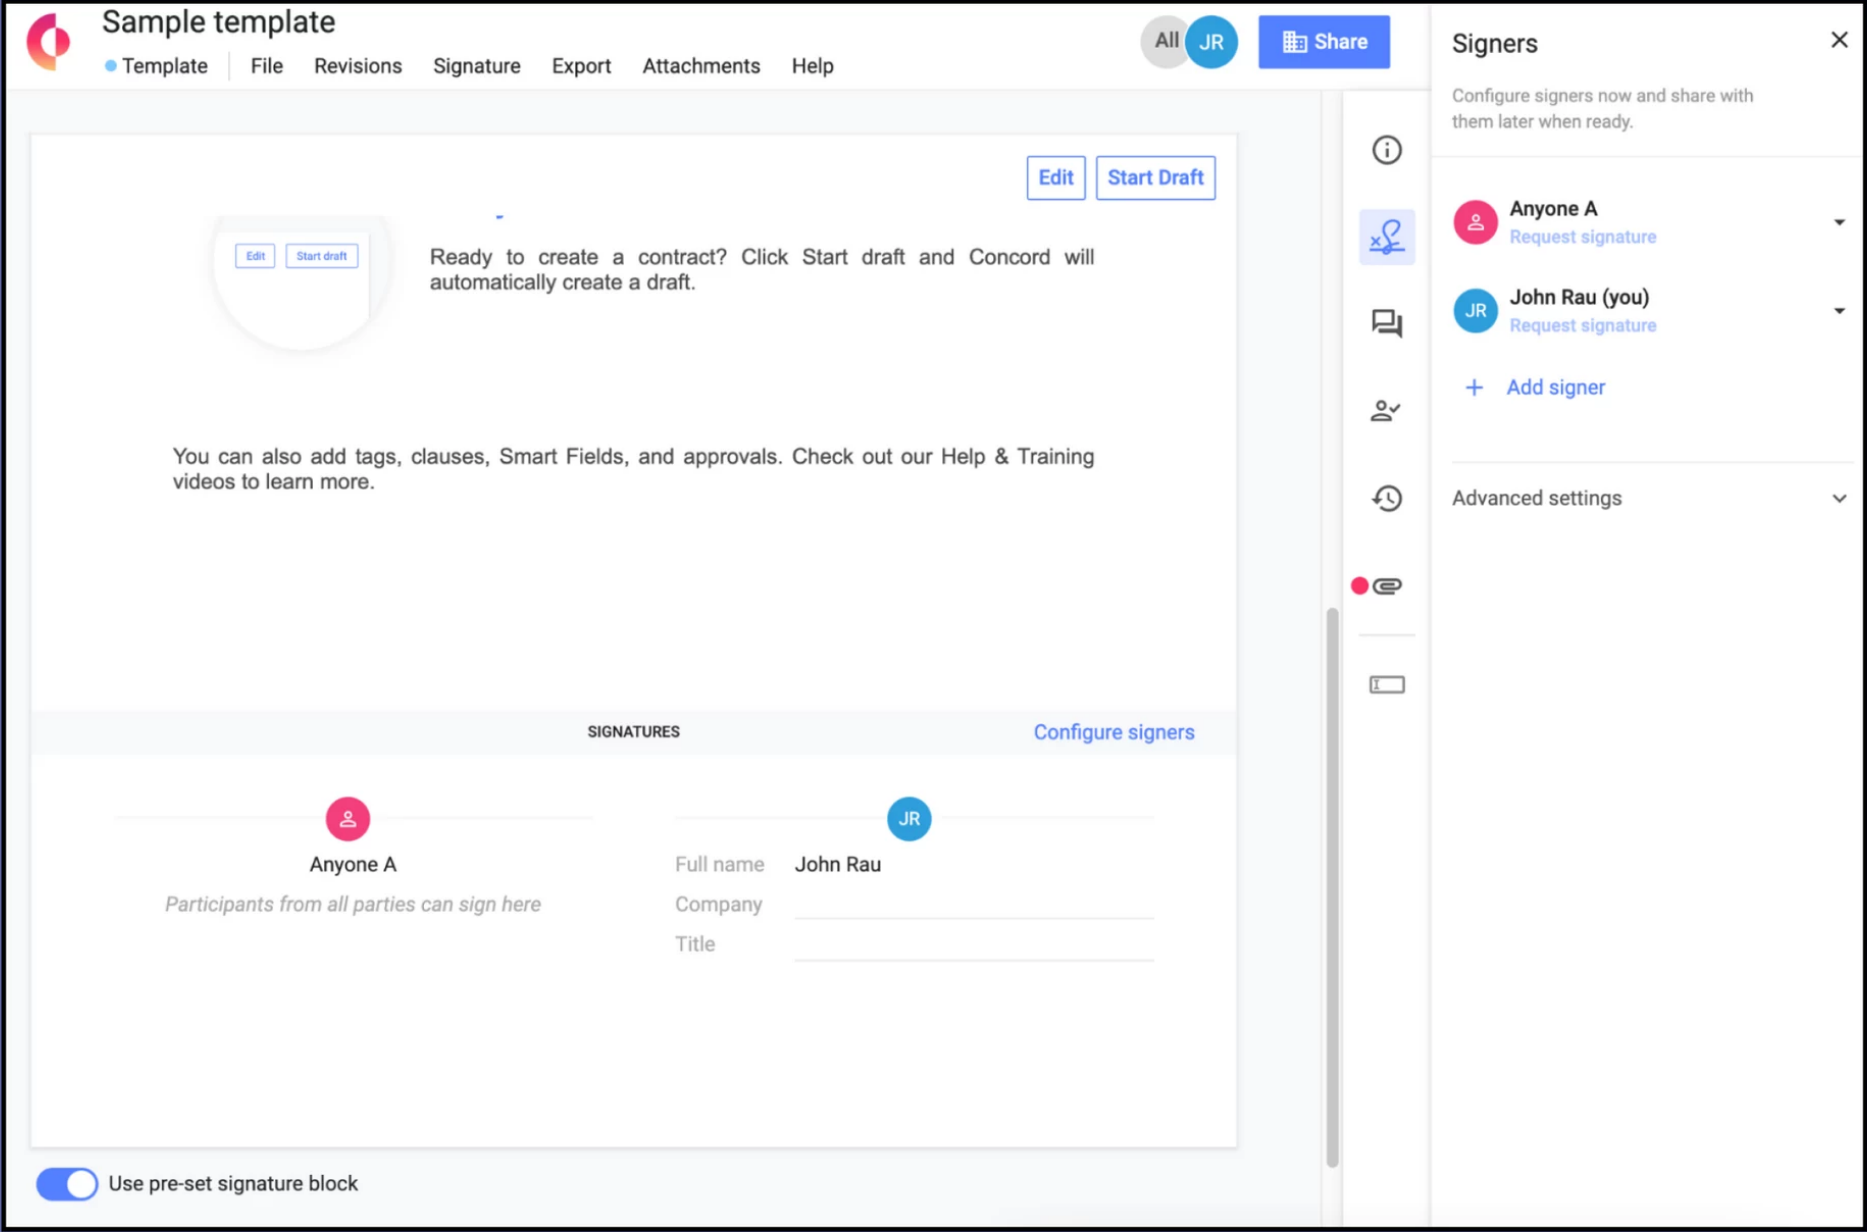 Sample template
Template File Revisions Signature Export Attachments Help
All JR Share
Edit Start Draft
Edit Start draft
Ready to create a contract? Click Start draft and Concord will
automatically create a draft.
You can also add tags, clauses, Smart Fields, and approvals. Check out our Help & Training
videos to learn more.
SIGNATURES Configure signers
JR
Anyone A
Participants from all parties can sign here
Full name John Rau
Company
Title
Use pre-set signature block
Signers
Configure signers now and share with
them later when ready.
Anyone A
Request signature
JR
John Rau (you)
Request signature
+ Add signer
Advanced settings